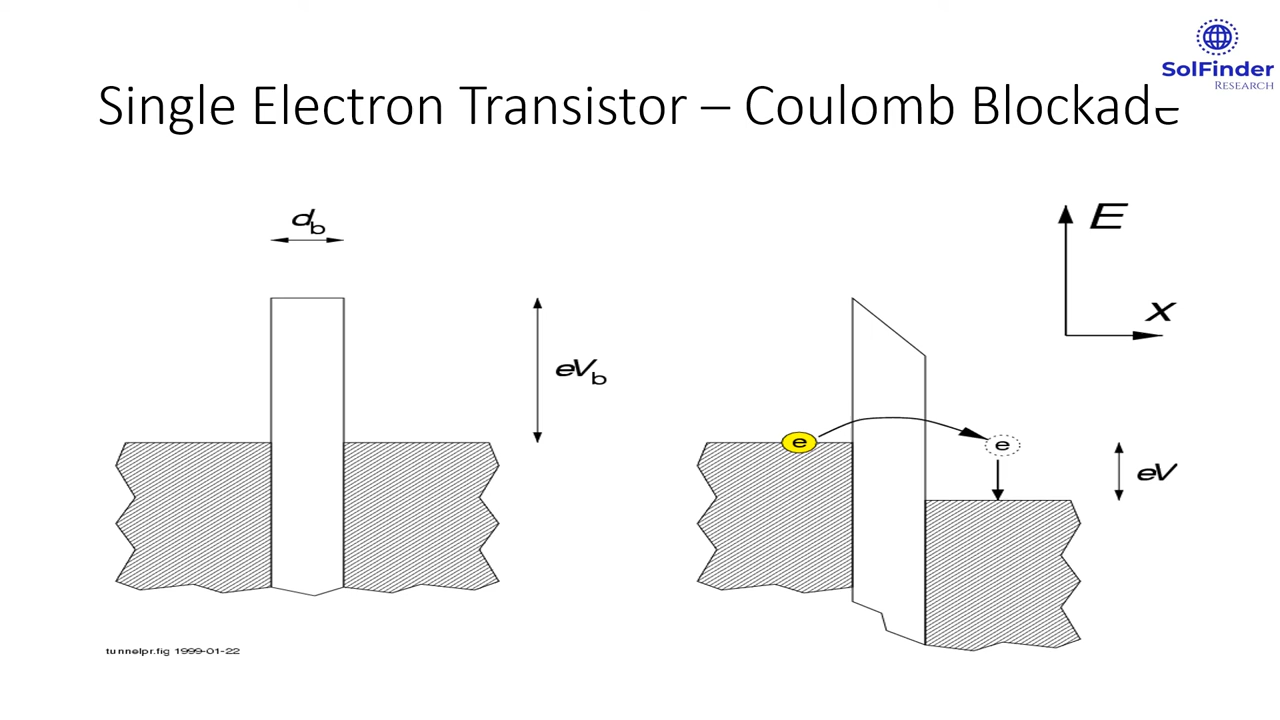 SolFinder
RESEARCH
Single Electron Transistor – Coulomb Blockade
d_b
E
x
eV_b
e
e
eV
tunnelpr.fig 1999-01-22